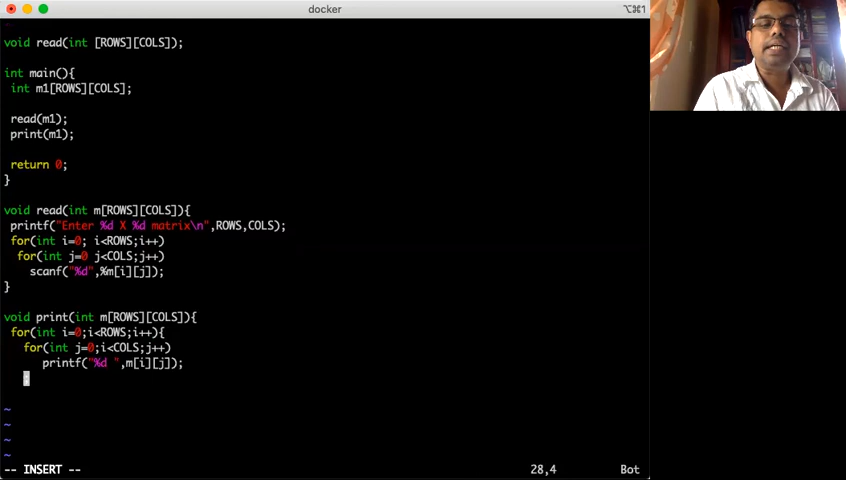 docker
⌥⌘1
void read(int [ROWS][COLS]);
int main(){
int m1[ROWS][COLS];
read(m1);
print(m1);
return 0;
}
void read(int m[ROWS][COLS]){
printf("Enter %d X %d matrix\n",ROWS,COLS);
for(int i=0; i<ROWS;i++)
for(int j=0 j<COLS;j++)
scanf("%d",%m[i][j]);
}
void print(int m[ROWS][COLS]){
for(int i=0;i<ROWS;i++){
for(int j=0;i<COLS;j++)
printf("%d ",m[i][j]);
;
~
~
~
~
-- INSERT -- 28,4 Bot